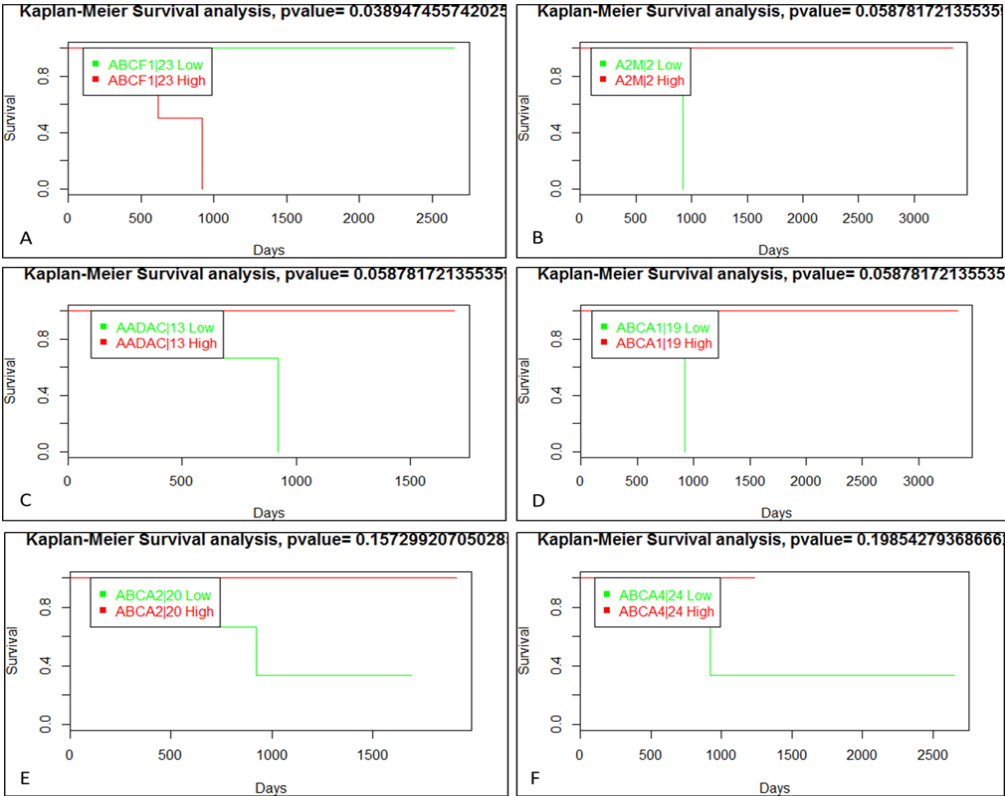 Kaplan-Meier Survival analysis, pvalue= 0.038947455742025
ABCF1|23 Low
ABCF1|23 High
Survival
0.8
0.4
0.0
0 500 1000 1500 2000 2500
Days
A
Kaplan-Meier Survival analysis, pvalue= 0.05878172135535
A2M|2 Low
A2M|2 High
Survival
0.8
0.4
0.0
0 500 1000 1500 2000 2500 3000
Days
B
Kaplan-Meier Survival analysis, pvalue= 0.05878172135535
AADAC|13 Low
AADAC|13 High
Survival
0.8
0.4
0.0
0 500 1000 1500
Days
C
Kaplan-Meier Survival analysis, pvalue= 0.05878172135535
ABCA1|19 Low
ABCA1|19 High
Survival
0.8
0.4
0.0
0 500 1000 1500 2000 2500 3000
Days
D
Kaplan-Meier Survival analysis, pvalue= 0.15729920705028
ABCA2|20 Low
ABCA2|20 High
Survival
0.8
0.4
0.0
0 500 1000 1500
Days
E
Kaplan-Meier Survival analysis, pvalue= 0.19854279368666
ABCA4|24 Low
ABCA4|24 High
Survival
0.8
0.4
0.0
0 500 1000 1500 2000 2500
Days
F